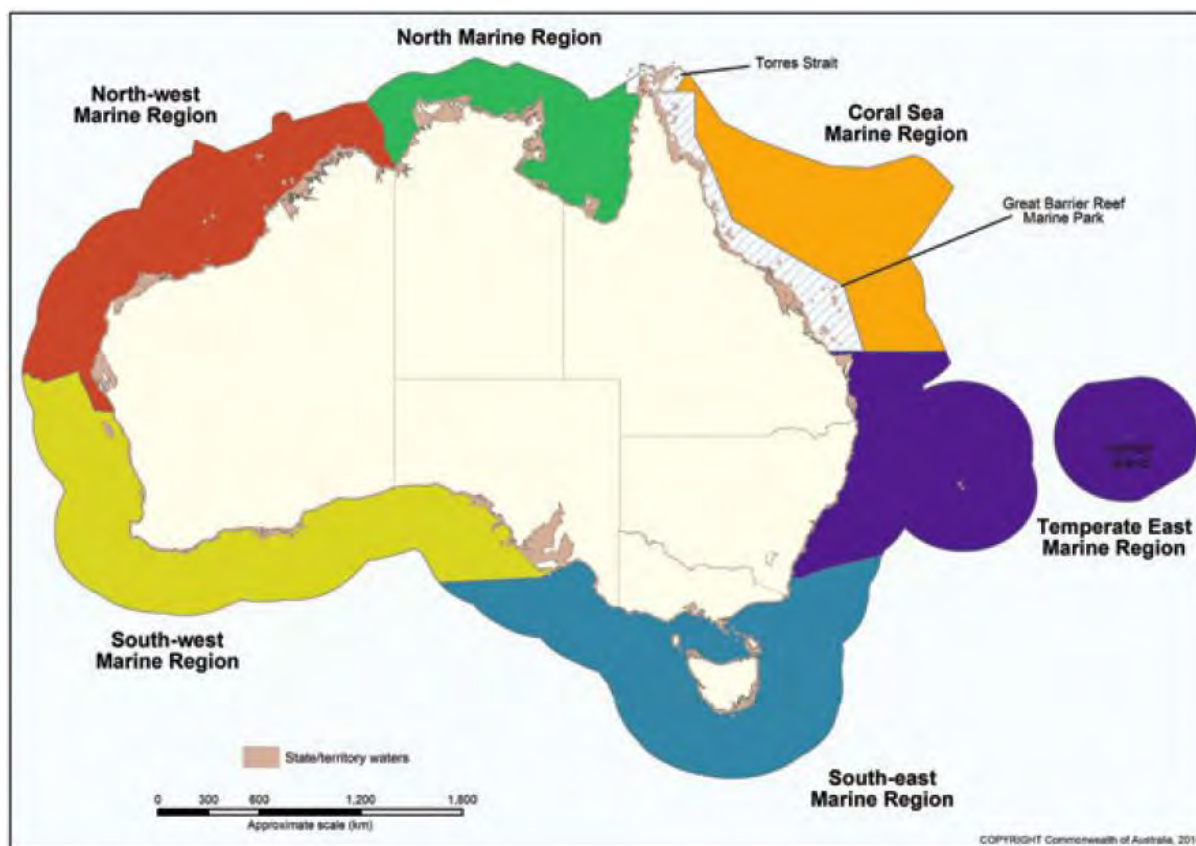 North Marine Region
Torres Strait
North-west
Marine Region
Coral Sea
Marine Region
Great Barrier Reef
Marine Park
Temperate East
Marine Region
South-west
Marine Region
State/territory waters
South-east
Marine Region
0 300 600 1,200 1,800
Approximate scale (km)
COPYRIGHT Commonwealth of Australia,